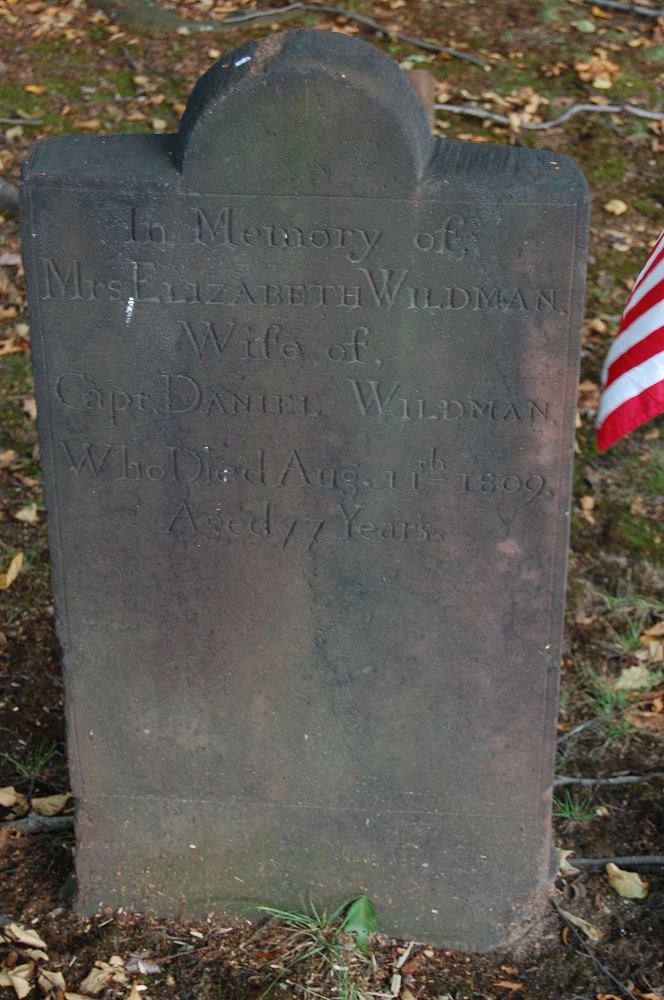 In Memory of,
Mrs ELIZABETH WILDMAN.
Wife of,
Capt. DANIEL WILDMAN,
Who Died Aug. 11th 1809.
Aged 77 Years.